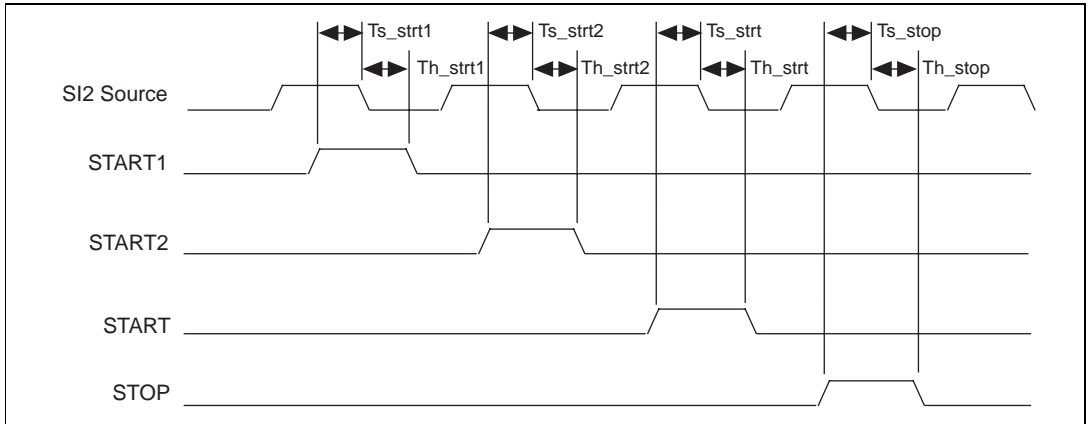 Ts_strt1 Ts_strt2 Ts_strt Ts_stop
Th_strt1 Th_strt2 Th_strt Th_stop
SI2 Source
START1
START2
START
STOP